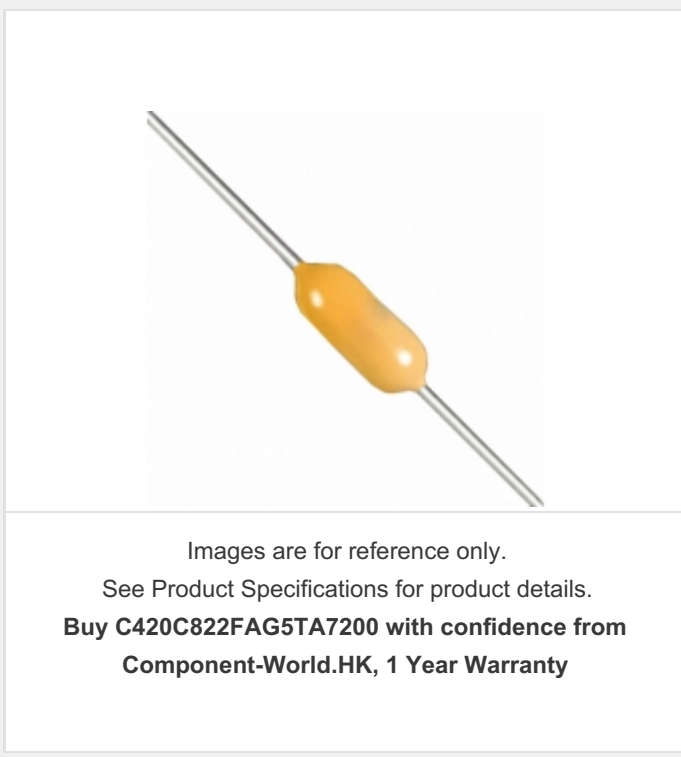 Images are for reference only.
See Product Specifications for product details.
Buy C420C822FAG5TA7200 with confidence from
Component-World.HK, 1 Year Warranty